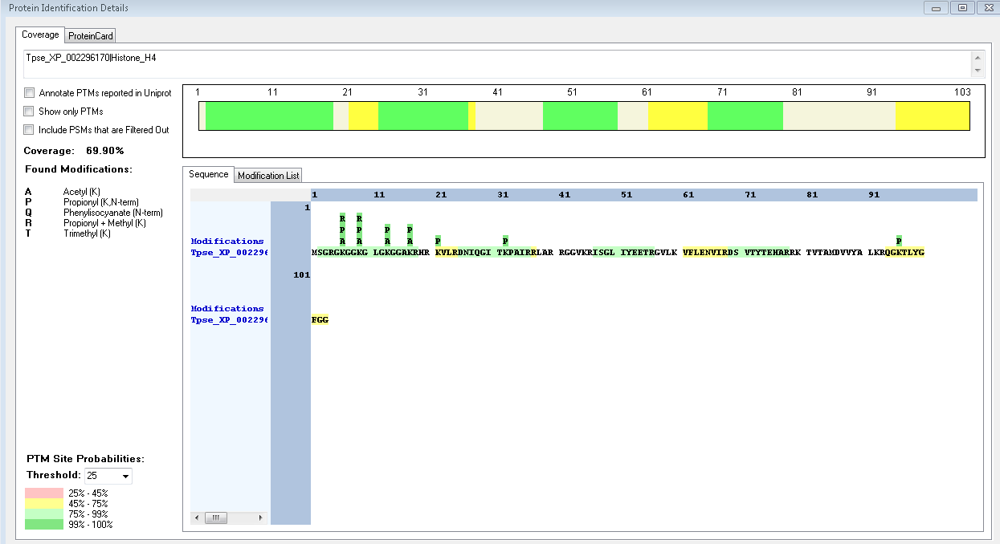 Protein Identification Details
Coverage ProteinCard
Tpse_XP_002296170|Histone_H4
Annotate PTMs reported in Uniprot
Show only PTMs
Include PSMs that are Filtered Out
1 11 21 31 41 51 61 71 81 91 103
Coverage: 69.90%
Found Modifications:
A Acetyl (K)
P Propionyl (K,N-term)
Q Phenylisocyanate (N-term)
R Propionyl + Methyl (K)
T Trimethyl (K)
Sequence Modification List
1 11 21 31 41 51 61 71 81 91
1
R R
P P P P
A A A A P P P
Modifications
Tpse_XP_002296 MSGRGKGGKG LGKGGAKRHR KVLRDNIQGI TKPAIRRLAR RGGVKRISGL IYEETRGVLK VFLENVIRDS VTYTEHARRK TVTAMDVVYA LKRQGKTLYG
101
Modifications
Tpse_XP_002296 FGG
PTM Site Probabilities:
Threshold: 25
25% - 45%
45% - 75%
75% - 99%
99% - 100%